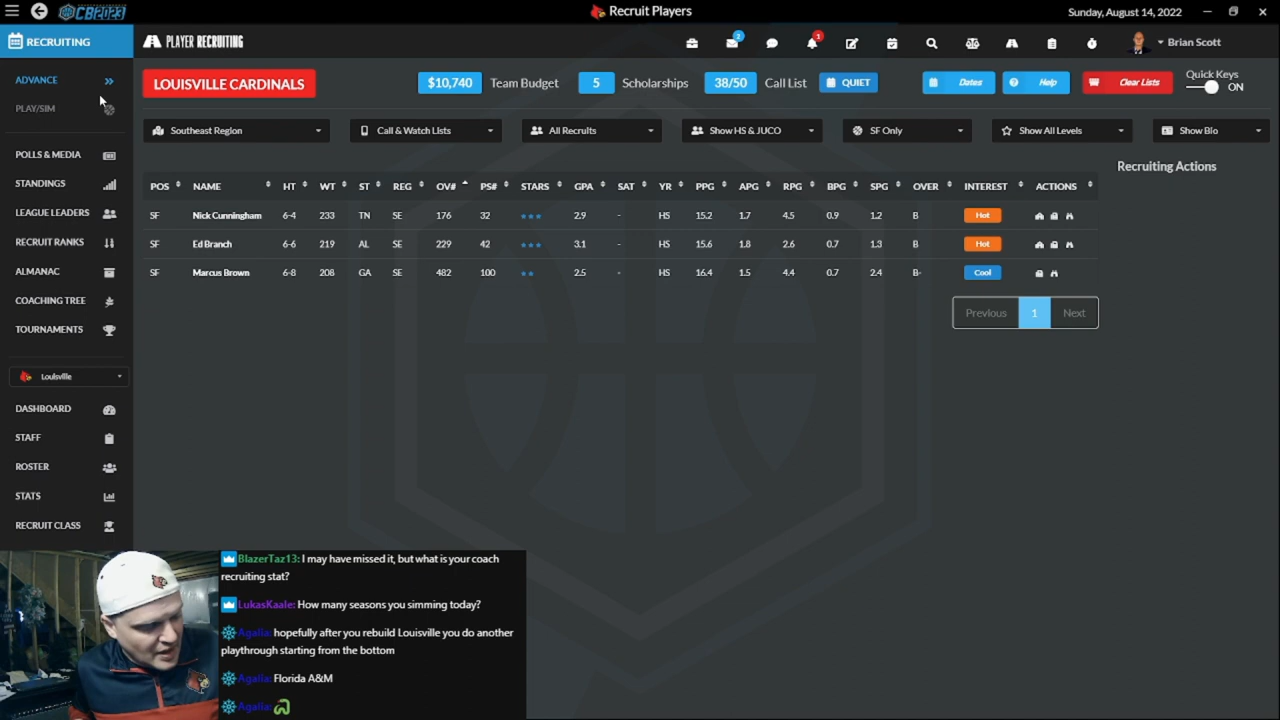 CB2023
Recruit Players
Sunday, August 14, 2022
RECRUITING
PLAYER RECRUITING
2
1
Brian Scott
ADVANCE
PLAY/SIM
POLLS & MEDIA
STANDINGS
LEAGUE LEADERS
RECRUIT RANKS
ALMANAC
COACHING TREE
TOURNAMENTS
Louisville
DASHBOARD
STAFF
ROSTER
STATS
RECRUIT CLASS
LOUISVILLE CARDINALS
$10,740 Team Budget 5 Scholarships 38/50 Call List QUIET
Dates Help Clear Lists
Quick Keys
ON
Southeast Region Call & Watch Lists All Recruits Show HS & JUCO SF Only Show All Levels Show Bio
Recruiting Actions
POS NAME HT WT ST REG OV# PS# STARS GPA SAT YR PPG APG RPG BPG SPG OVER INTEREST ACTIONS
SF Nick Cunningham 6-4 233 TN SE 176 32 ★★★ 2.9 - HS 15.2 1.7 4.5 0.9 1.2 B Hot
SF Ed Branch 6-6 219 AL SE 229 42 ★★★ 3.1 - HS 15.6 1.8 2.6 0.7 1.3 B Hot
SF Marcus Brown 6-8 208 GA SE 482 100 ★★ 2.5 - HS 16.4 1.5 4.4 0.7 2.4 B- Cool
Previous 1 Next
BlazerTaz13: I may have missed it, but what is your coach
recruiting stat?
LukasKaale: How many seasons you simming today?
Agalia: hopefully after you rebuild Louisville you do another
playthrough starting from the bottom
Agalia: Florida A&M
Agalia: